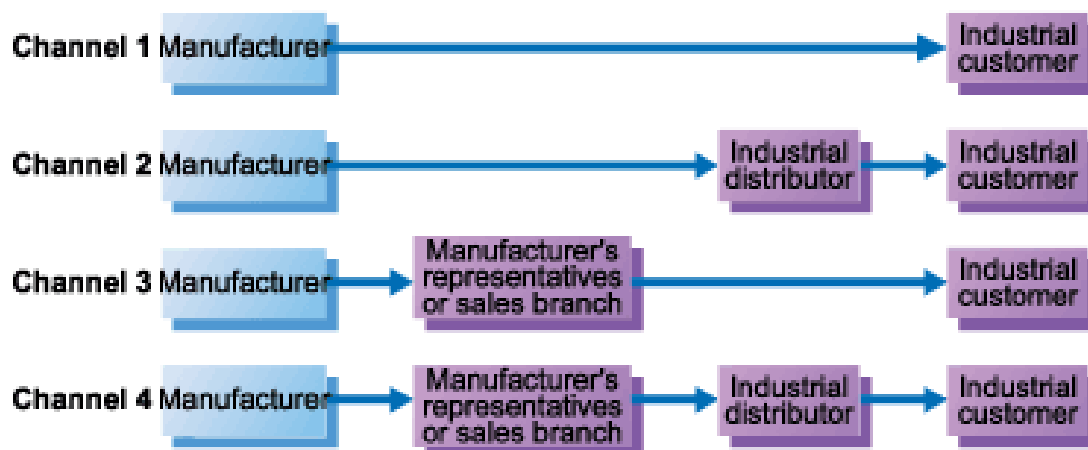 Channel 1 Manufacturer Industrial
customer
Channel 2 Manufacturer Industrial
distributor Industrial
customer
Channel 3 Manufacturer Manufacturer's
representatives
or sales branch Industrial
customer
Channel 4 Manufacturer Manufacturer's
representatives
or sales branch Industrial
distributor Industrial
customer